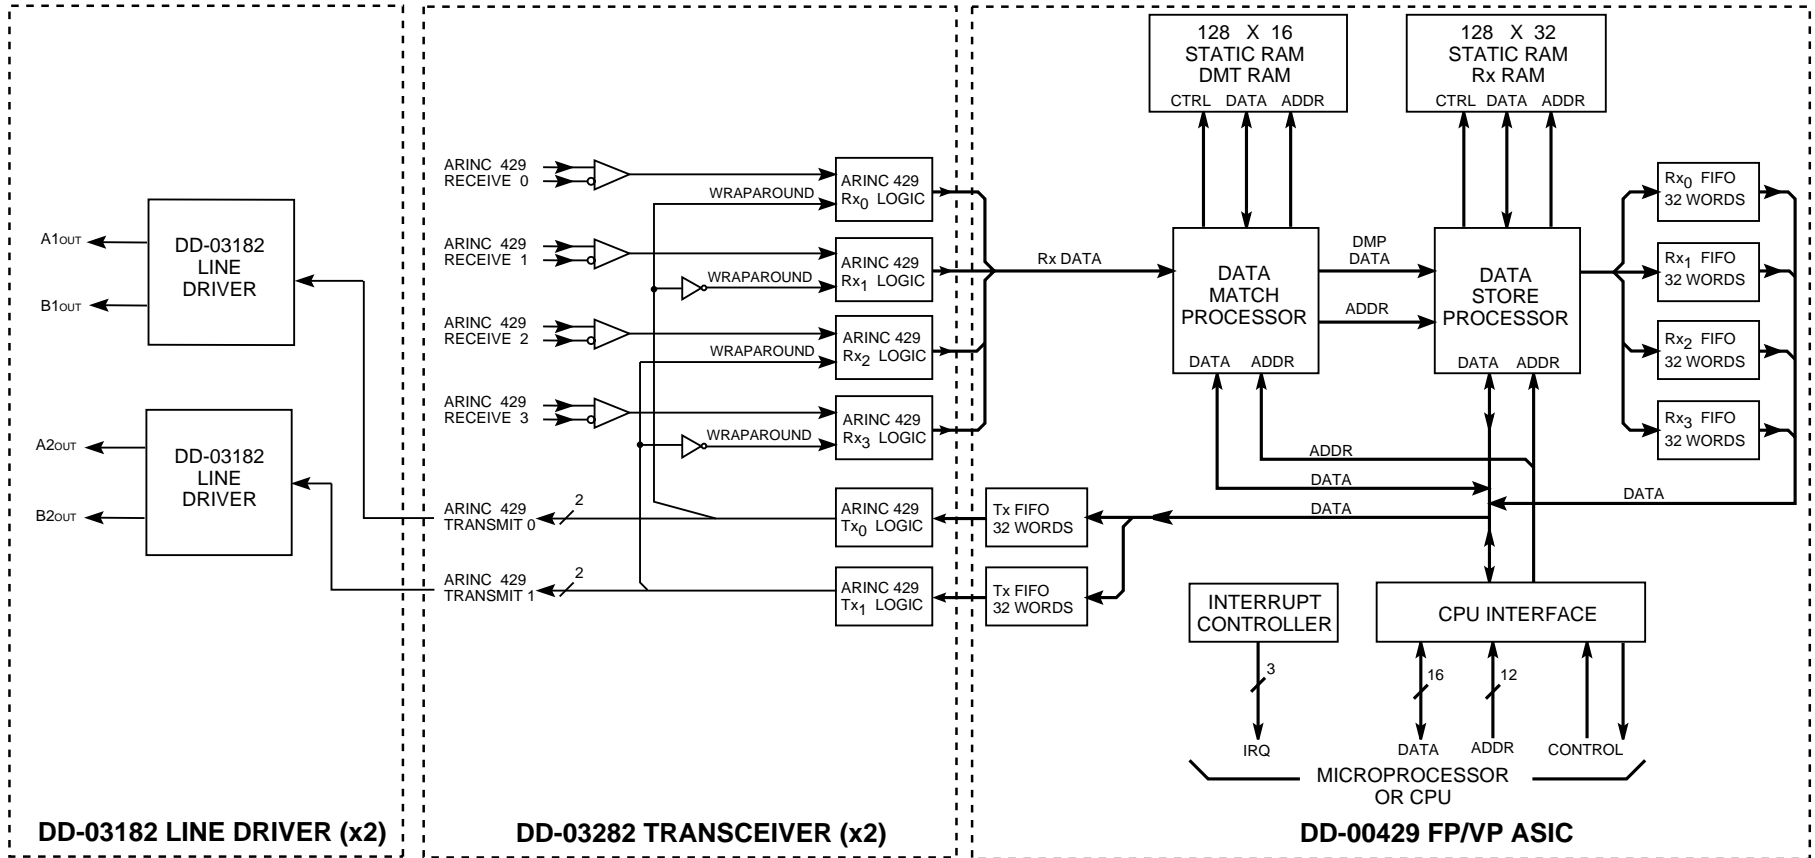 128 X 16
STATIC RAM
DMT RAM
CTRL DATA ADDR
128 X 32
STATIC RAM
Rx RAM
CTRL DATA ADDR
ARINC 429
RECEIVE 0
WRAPAROUND
ARINC 429
Rx0 LOGIC
ARINC 429
RECEIVE 1
WRAPAROUND
ARINC 429
Rx1 LOGIC
ARINC 429
RECEIVE 2
WRAPAROUND
ARINC 429
Rx2 LOGIC
ARINC 429
RECEIVE 3
WRAPAROUND
ARINC 429
Rx3 LOGIC
A1OUT
B1OUT
DD-03182
LINE
DRIVER
A2OUT
B2OUT
DD-03182
LINE
DRIVER
ARINC 429
TRANSMIT 0
2
ARINC 429
Tx0 LOGIC
ARINC 429
TRANSMIT 1
2
ARINC 429
Tx1 LOGIC
Tx FIFO
32 WORDS
Tx FIFO
32 WORDS
Rx DATA
DATA
MATCH
PROCESSOR
DATA ADDR
DMP
DATA
ADDR
DATA
STORE
PROCESSOR
DATA ADDR
Rx0 FIFO
32 WORDS
Rx1 FIFO
32 WORDS
Rx2 FIFO
32 WORDS
Rx3 FIFO
32 WORDS
ADDR
DATA
DATA
DATA
INTERRUPT
CONTROLLER
CPU INTERFACE
3
16
12
IRQ
DATA
ADDR
CONTROL
MICROPROCESSOR
OR CPU
DD-03182 LINE DRIVER (x2)
DD-03282 TRANSCEIVER (x2)
DD-00429 FP/VP ASIC